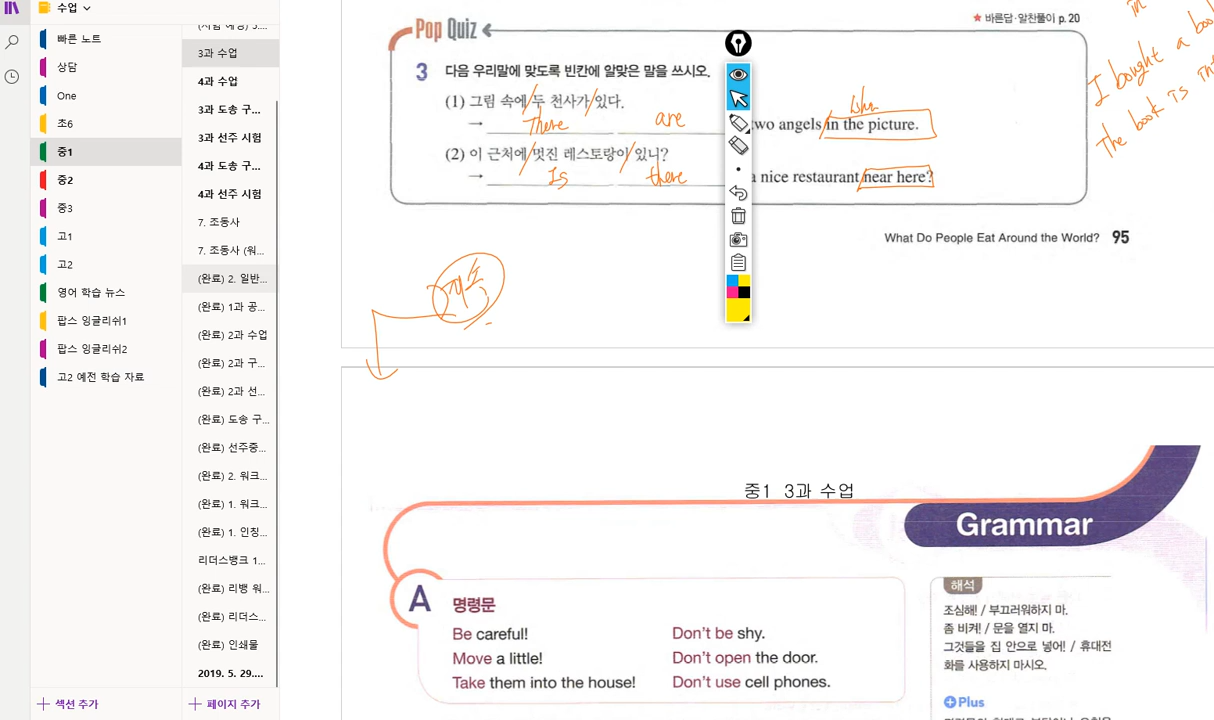 수업
빠른 노트
상담
One
초6
중1
중2
중3
고1
고2
영어 학습 뉴스
팝스 잉글리쉬1
팝스 잉글리쉬2
고2 예전 학습 자료
섹션 추가
3과 수업
4과 수업
3과 도송 구...
3과 선주 시험
4과 도송 구...
4과 선주 시험
7. 조동사
7. 조동사 (워...
(완료) 2. 일반...
(완료) 1과 공...
(완료) 2과 수업
(완료) 2과 구...
(완료) 2과 선...
(완료) 도송 구...
(완료) 선주중...
(완료) 2. 워크...
(완료) 1. 워크...
(완료) 1. 인칭...
리더스뱅크 1...
(완료) 리뱅 워...
(완료) 리더스...
(완료) 인쇄물
2019. 5. 29....
페이지 추가
★ 바른답·알찬풀이 p.20
Pop Quiz
3 다음 우리말에 맞도록 빈칸에 알맞은 말을 쓰시오.
(1) 그림 속에/두 천사가/있다.
→ There are two angels in the picture.
(2) 이 근처에/멋진 레스토랑이/있니?
→ Is there a nice restaurant near here?
in
I bought a boo
The book is in
What Do People Eat Around the World? 95
중1 3과 수업
Grammar
A 명령문
Be careful! Don't be shy.
Move a little! Don't open the door.
Take them into the house! Don't use cell phones.
해석
조심해! / 부끄러워하지 마.
좀 비켜! / 문을 열지 마.
그것들을 집 안으로 넣어! / 휴대전
화를 사용하지 마시오.
Plus